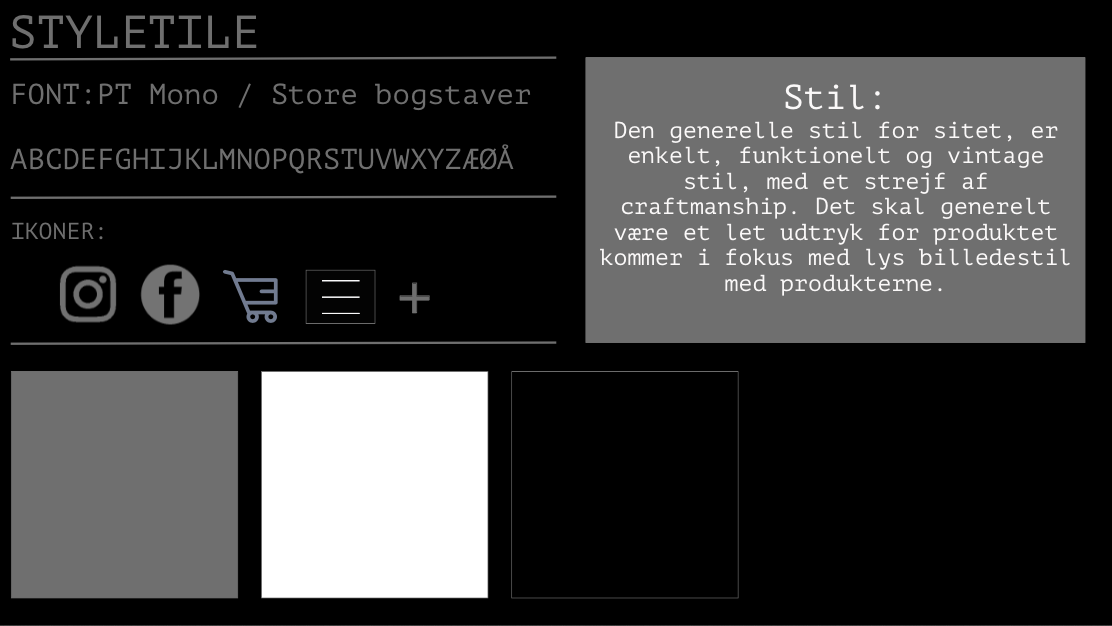 STYLETILE
FONT:PT Mono / Store bogstaver
ABCDEFGHIJKLMNOPQRSTUVWXYZÆØÅ
IKONER:
Stil:
Den generelle stil for sitet, er
enkelt, funktionelt og vintage
stil, med et strejf af
craftmanship. Det skal generelt
være et let udtryk for produktet
kommer i fokus med lys billedestil
med produkterne.